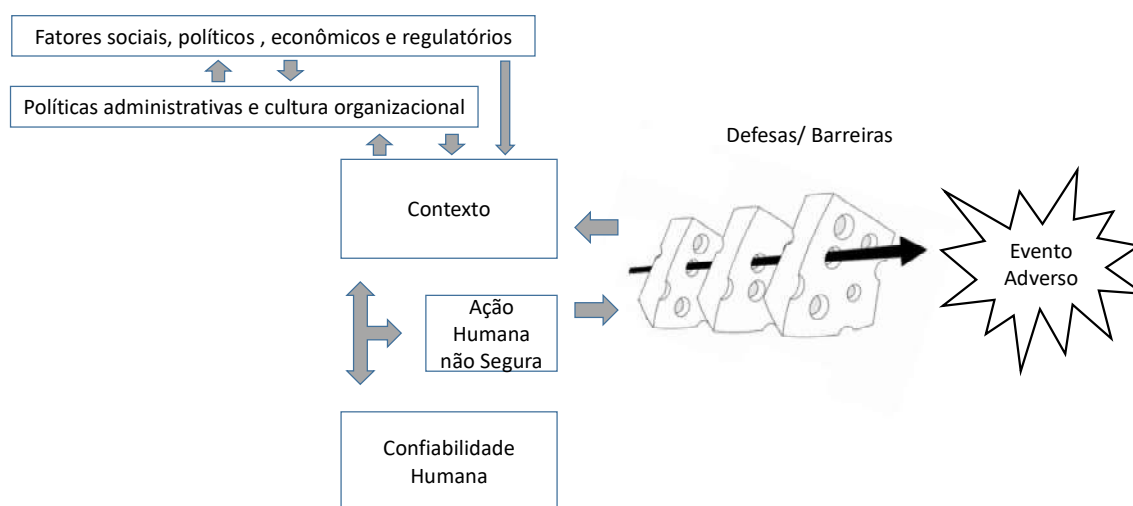 Fatores sociais, políticos , econômicos e regulatórios
Políticas administrativas e cultura organizacional
Defesas/ Barreiras
Contexto
Evento
Adverso
Ação
Humana
não Segura
Confiabilidade
Humana